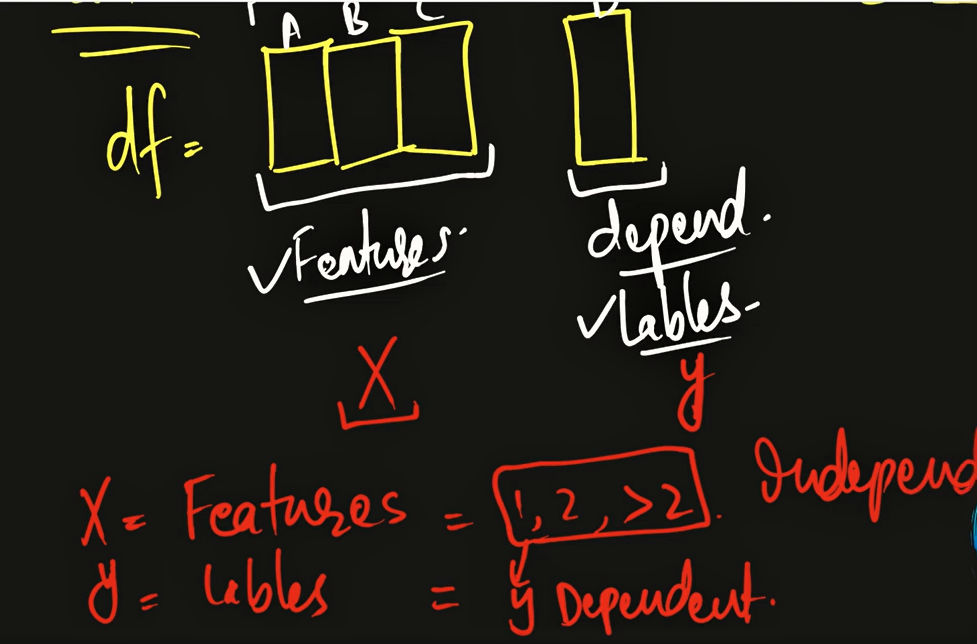 A B C D
df =
Features. depend.
lables-
X y
X = Features = 1, 2, >2. Independ
y = lables = y Dependent.